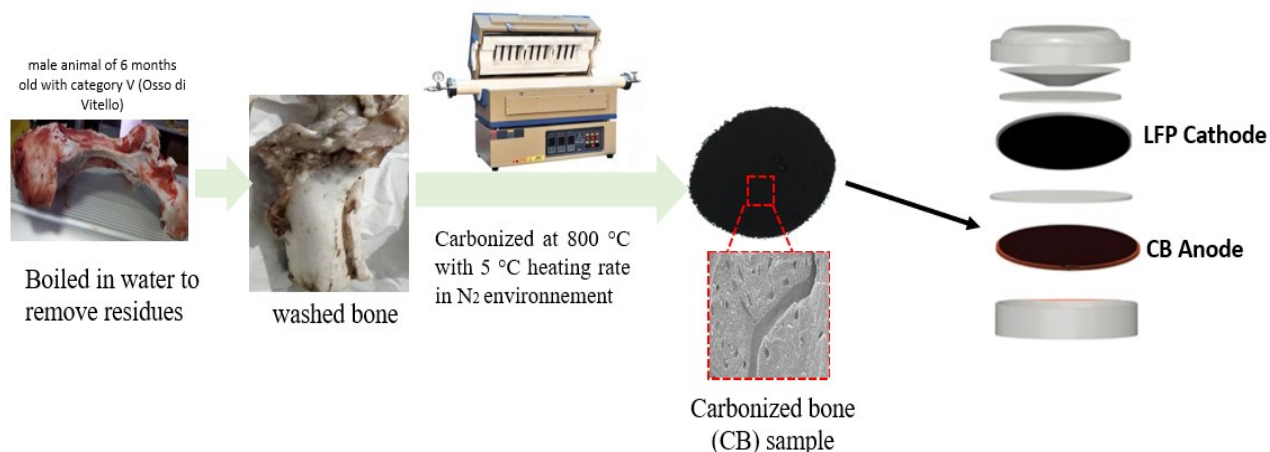 male animal of 6 months
old with category V (Osso di
Vitello)
Boiled in water to
remove residues
washed bone
Carbonized at 800 °C
with 5 °C heating rate
in N₂ environnement
Carbonized bone
(CB) sample
LFP Cathode
CB Anode